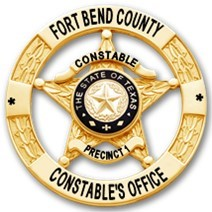 FORT BEND COUNTY
CONSTABLE
THE STATE OF TEXAS
PRECINCT 1
CONSTABLE'S OFFICE